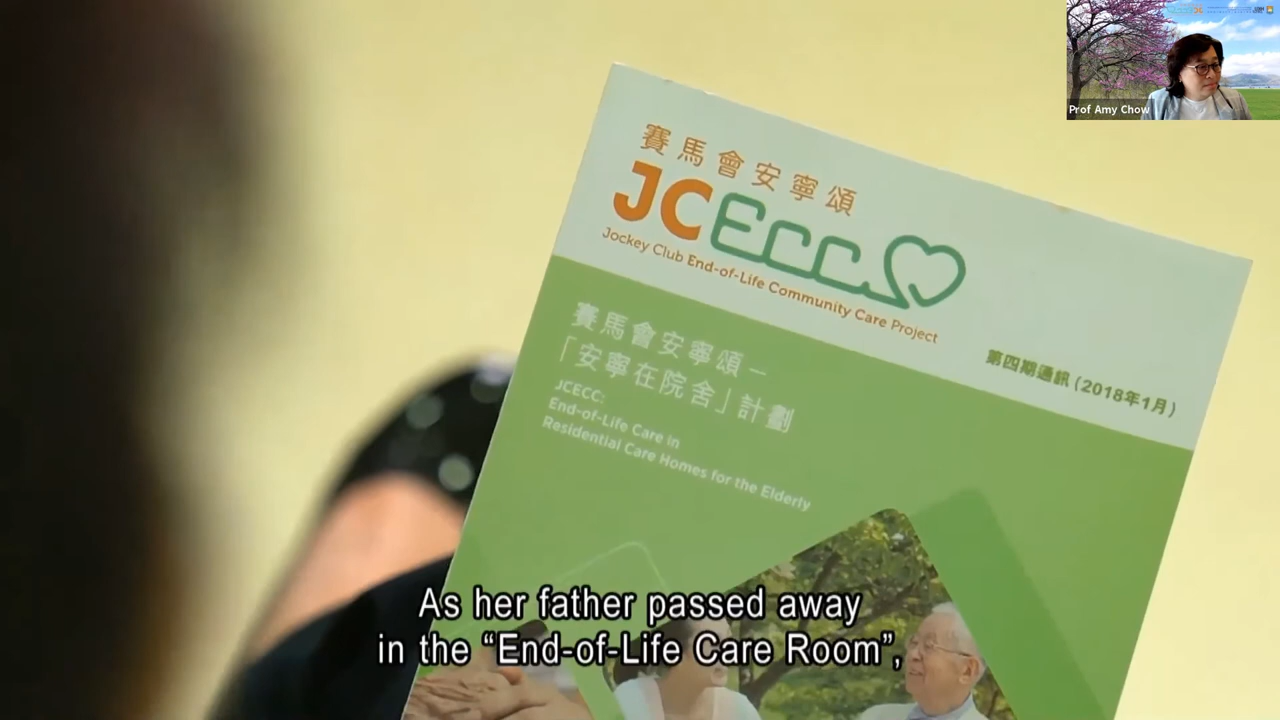 賽馬會安寧頌
JCECC
Jockey Club End-of-Life Community Care Project
第四期通訊 (2018年1月)
賽馬會安寧頌 –
「安寧在院舍」計劃
JCECC:
End-of-Life Care in
Residential Care Homes for the Elderly
As her father passed away
in the “End-of-Life Care Room”,
Prof Amy Chow